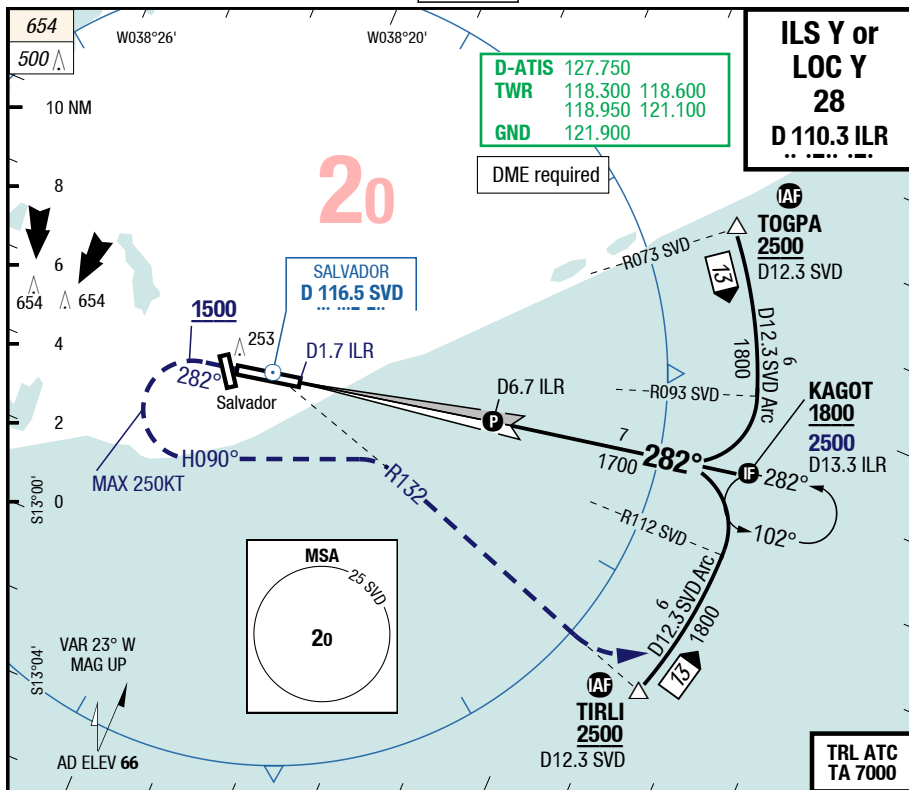 654
500
W038°26'
W038°20'
ILS Y or
LOC Y
28
D 110.3 ILR
D-ATIS 127.750
TWR 118.300 118.600
118.950 121.100
GND 121.900
DME required
10 NM
8
6
4
2
0
20
IAF
TOGPA
2500
D12.3 SVD
R073 SVD
13
654
654
SALVADOR
D 116.5 SVD
1500
253
D1.7 ILR
282°
Salvador
D12.3 SVD Arc
6
1800
D6.7 ILR
P
R093 SVD
KAGOT
1800
2500
D13.3 ILR
7
1700
282°
IF
282°
102°
H090°
MAX 250KT
R132
R112 SVD
S13°00'
MSA
25 SVD
20
6
D12.3 SVD Arc
1800
13
S13°04'
VAR 23° W
MAG UP
AD ELEV 66
IAF
TIRLI
2500
D12.3 SVD
TRL ATC
TA 7000